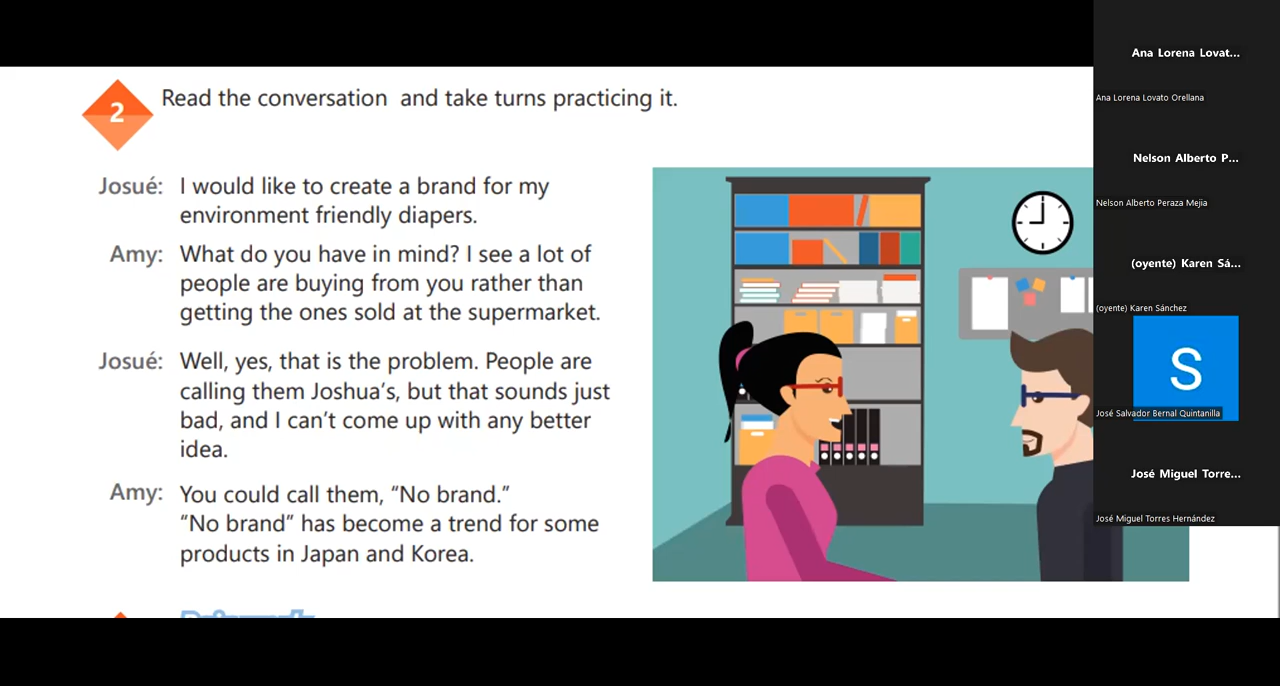 2
Read the conversation and take turns practicing it.
Josué: I would like to create a brand for my
environment friendly diapers.
Amy: What do you have in mind? I see a lot of
people are buying from you rather than
getting the ones sold at the supermarket.
Josué: Well, yes, that is the problem. People are
calling them Joshua’s, but that sounds just
bad, and I can’t come up with any better
idea.
Amy: You could call them, “No brand.”
“No brand” has become a trend for some
products in Japan and Korea.
Ana Lorena Lovat...
Ana Lorena Lovato Orellana
Nelson Alberto P...
Nelson Alberto Peraza Mejia
(oyente) Karen Sá...
(oyente) Karen Sánchez
S
José Salvador Bernal Quintanilla
José Miguel Torre...
José Miguel Torres Hernández